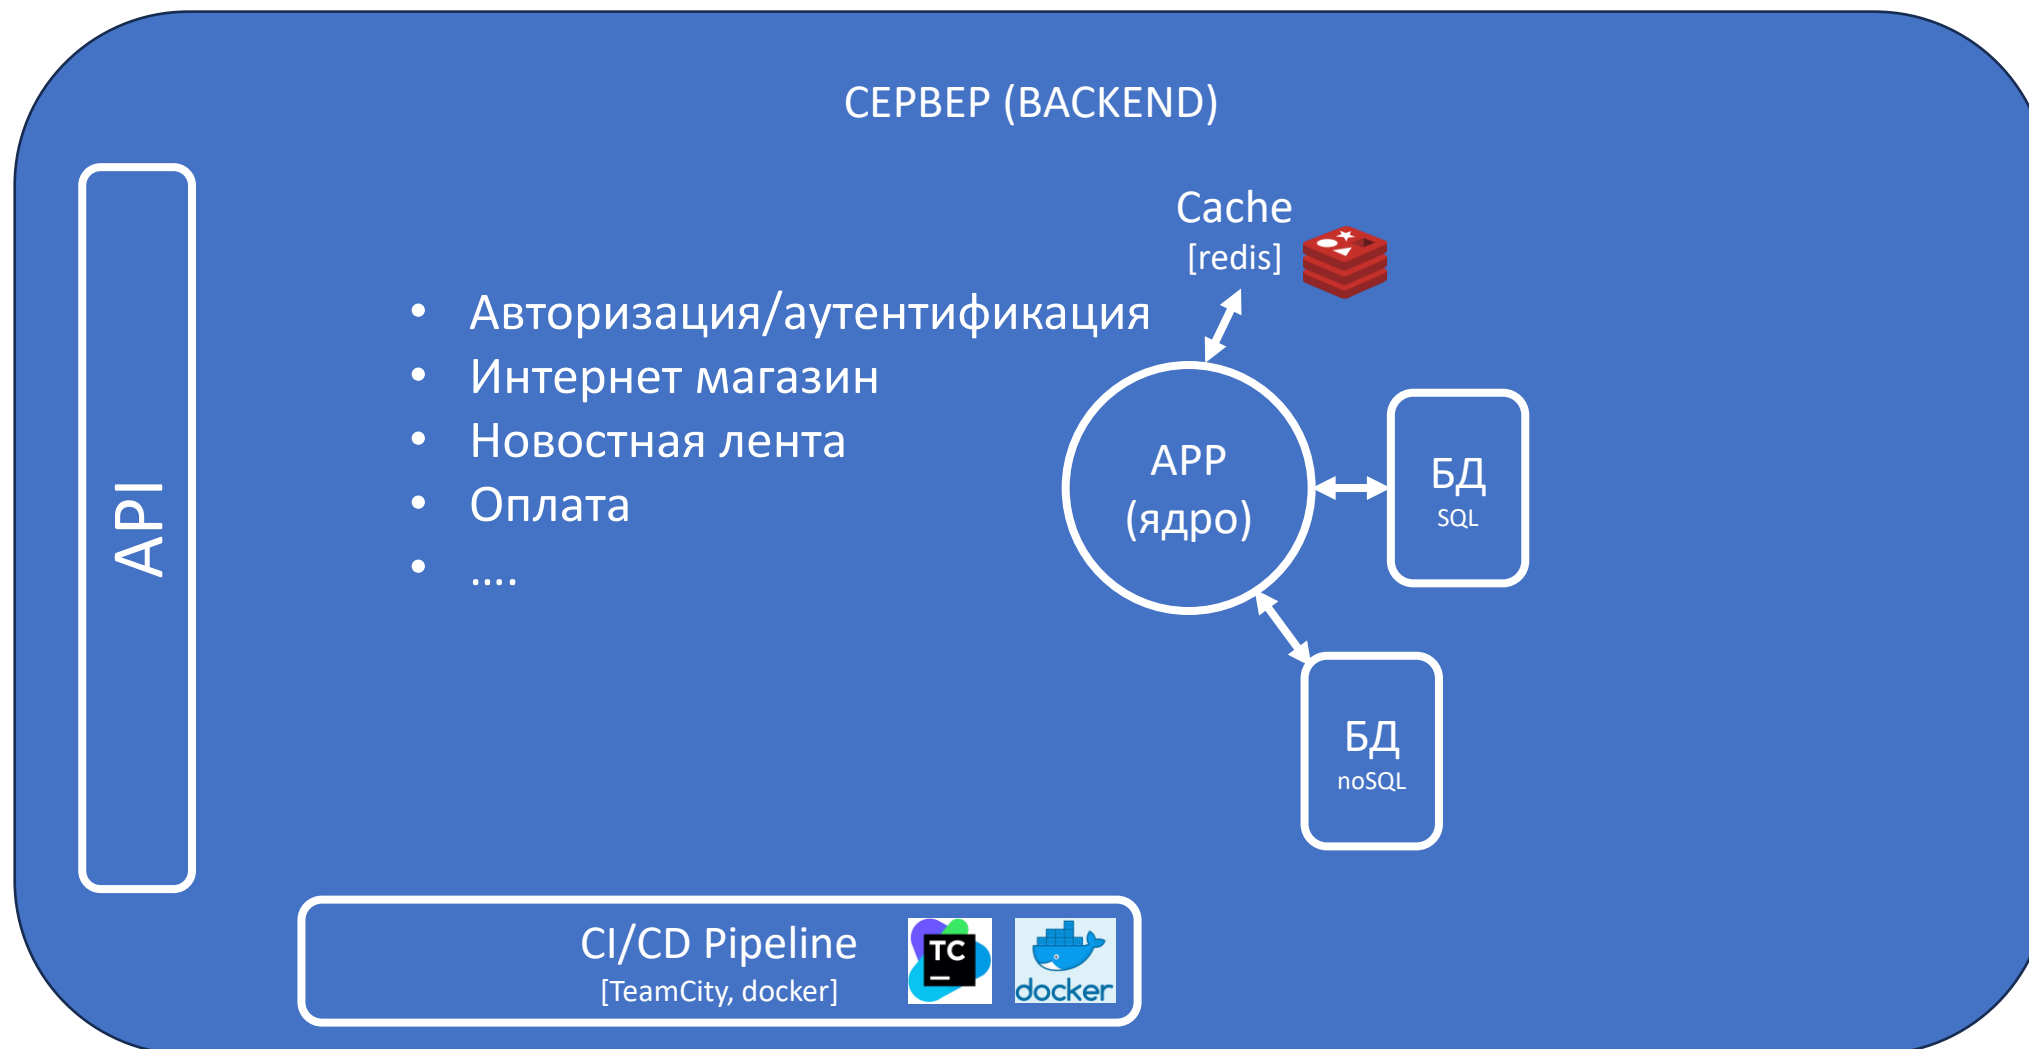 СЕРВЕР (BACKEND)
API
• Авторизация/аутентификация
• Интернет магазин
• Новостная лента
• Оплата
• ....
Cache
[redis]
APP
(ядро)
БД
SQL
БД
noSQL
CI/CD Pipeline
[TeamCity, docker]
TC
docker